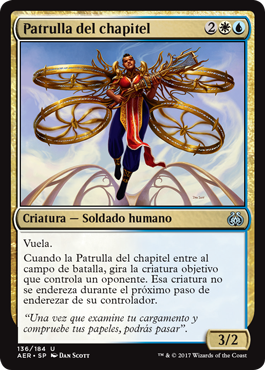 Patrulla del chapitel 2
Criatura — Soldado humano
Vuela.
Cuando la Patrulla del chapitel entre al
campo de batalla, gira la criatura objetivo
que controla un oponente. Esa criatura no
se endereza durante el próximo paso de
enderezar de su controlador.
“Una vez que examine tu cargamento y
compruebe tus papeles, podrás pasar”.
3/2
136/184 U
AER • SP Dan Scott
™ & © 2017 Wizards of the Coast